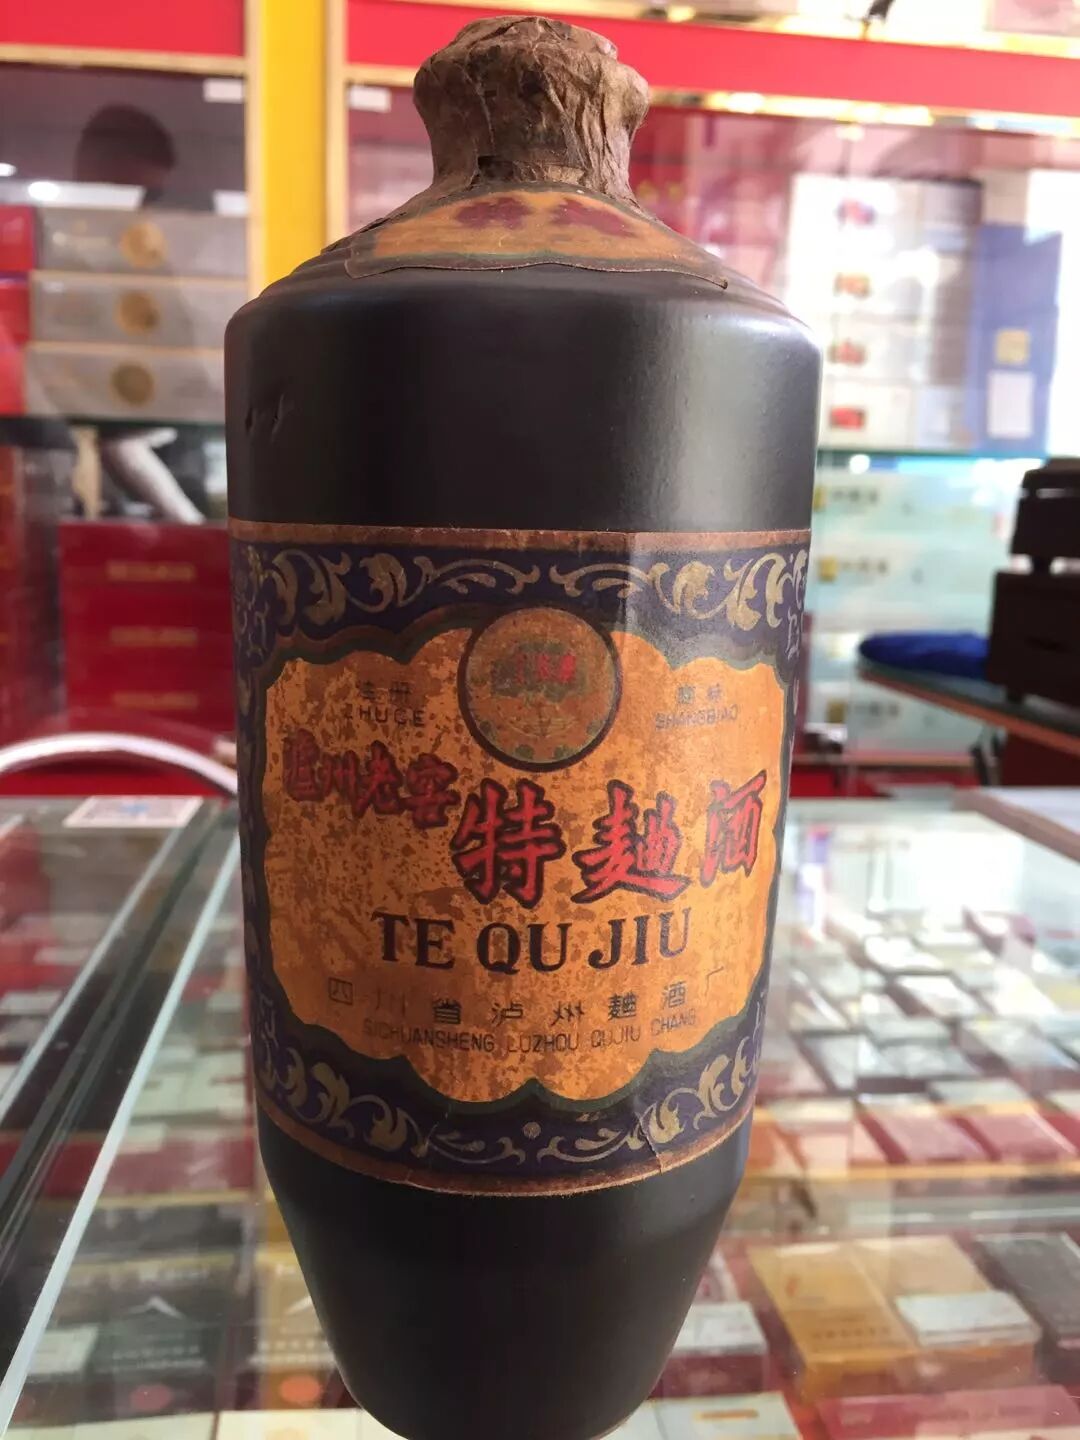 注册
ZHUCE
商标
SHANGBIAO
泸州老窖
特麯酒
TE QU JIU
四川省泸州麯酒厂
SICHUANSHENG LUZHOU QUJIU CHANG